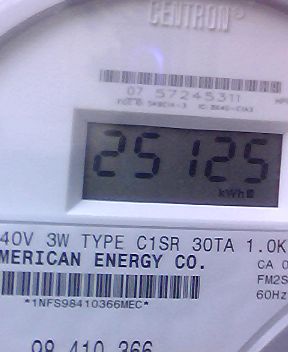 CENTRON®
07 57245311
25125
kWh
40V 3W TYPE C1SR 30TA 1.0K
MERICAN ENERGY CO.
CA 0
FM2S
*1NFS98410366MEC*
60Hz
98 410 366